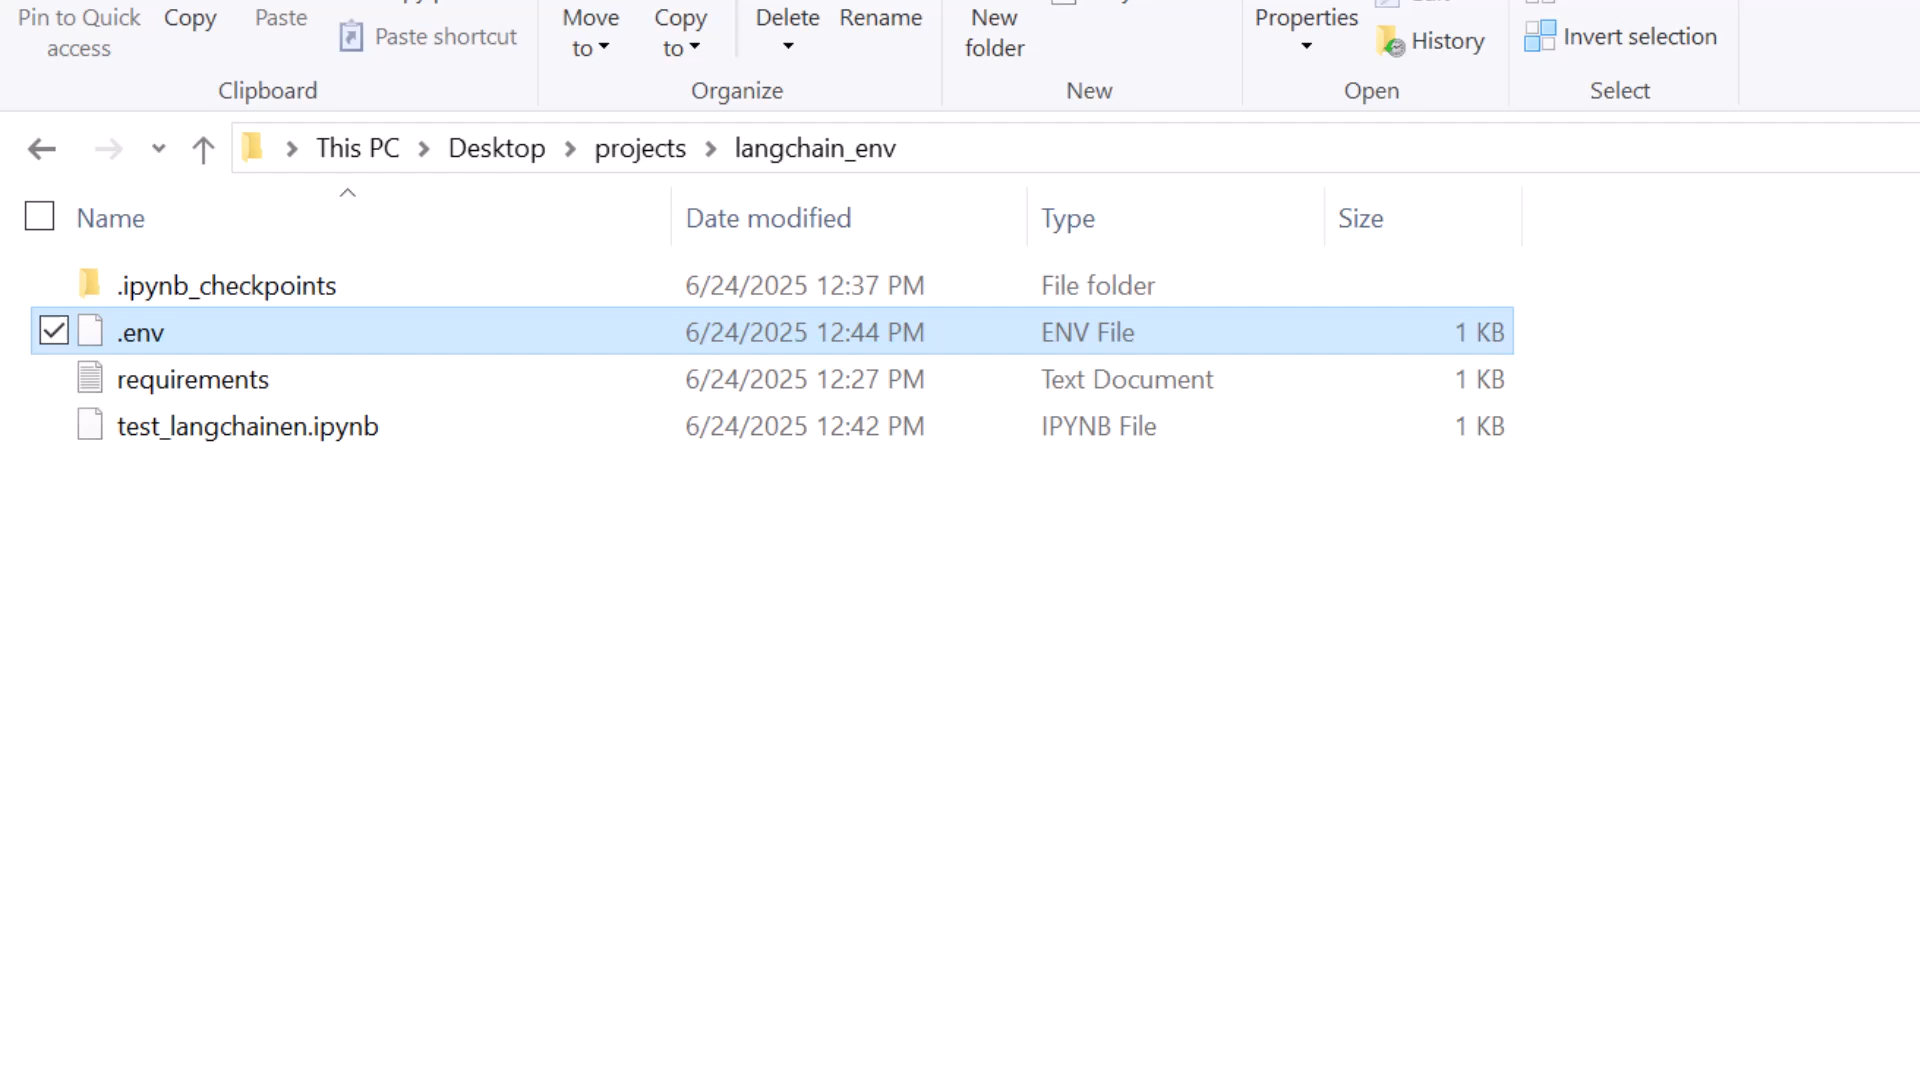 Pin to Quick access
Copy
Paste
Paste shortcut
Clipboard
Move to
Copy to
Delete
Rename
Organize
New folder
New
Properties
History
Open
Invert selection
Select
This PC > Desktop > projects > langchain_env
Name Date modified Type Size
.ipynb_checkpoints 6/24/2025 12:37 PM File folder
.env 6/24/2025 12:44 PM ENV File 1 KB
requirements 6/24/2025 12:27 PM Text Document 1 KB
test_langchainen.ipynb 6/24/2025 12:42 PM IPYNB File 1 KB